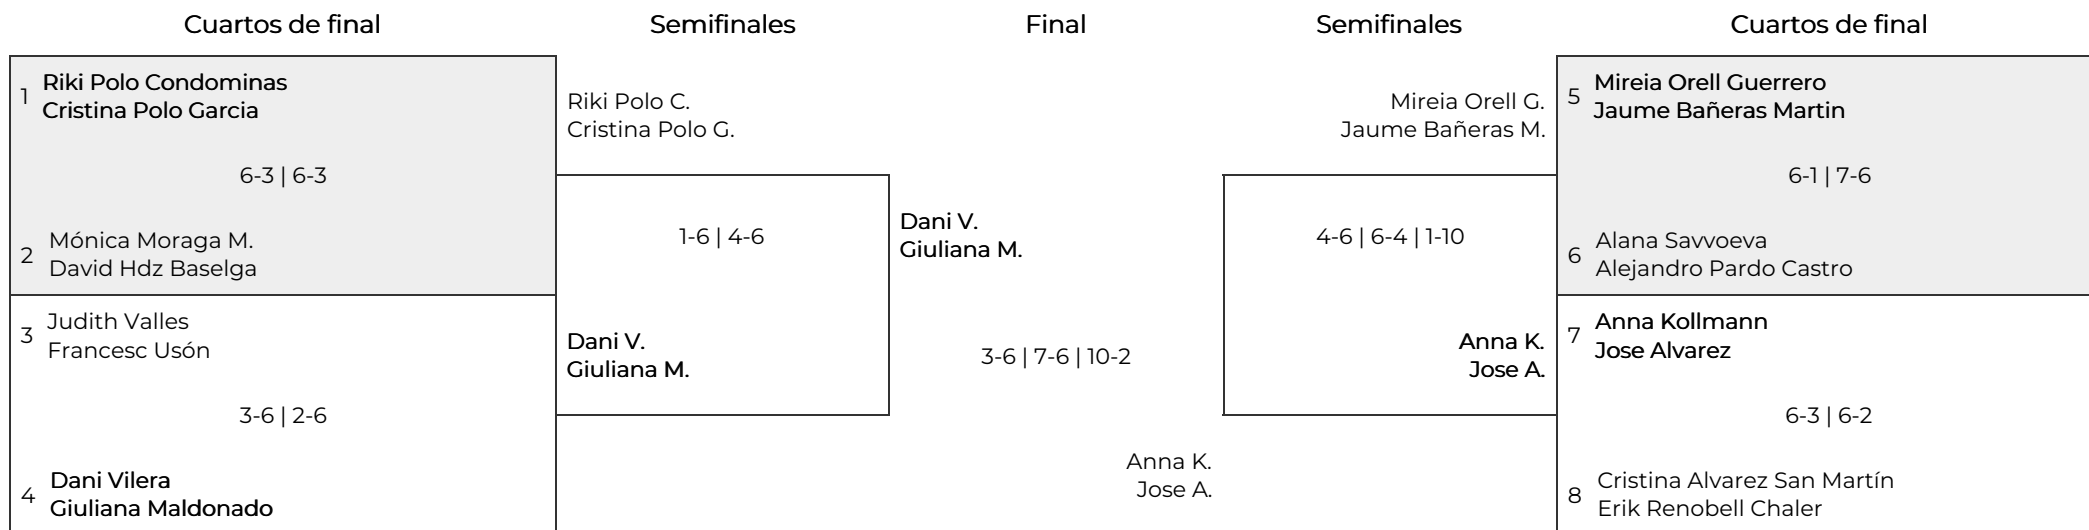 Cuartos de final
Semifinales
Final
Semifinales
Cuartos de final
1
Riki Polo Condominas
Cristina Polo Garcia
6-3 | 6-3
2
Mónica Moraga M.
David Hdz Baselga
3
Judith Valles
Francesc Usón
3-6 | 2-6
4
Dani Vilera
Giuliana Maldonado
Riki Polo C.
Cristina Polo G.
1-6 | 4-6
Dani V.
Giuliana M.
Dani V.
Giuliana M.
3-6 | 7-6 | 10-2
Anna K.
Jose A.
Mireia Orell G.
Jaume Bañeras M.
4-6 | 6-4 | 1-10
Anna K.
Jose A.
5
Mireia Orell Guerrero
Jaume Bañeras Martin
6-1 | 7-6
6
Alana Savvoeva
Alejandro Pardo Castro
7
Anna Kollmann
Jose Alvarez
6-3 | 6-2
8
Cristina Alvarez San Martín
Erik Renobell Chaler